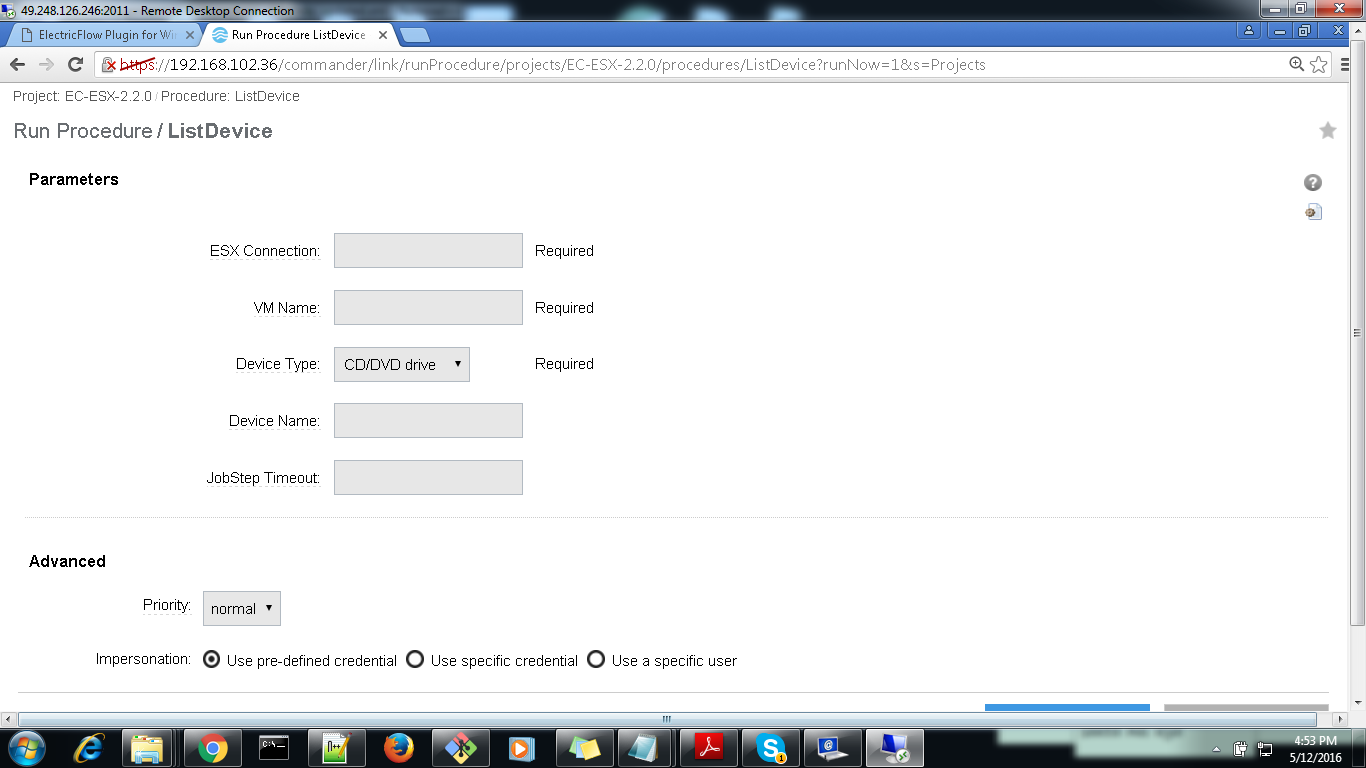 49.248.126.246:2011 - Remote Desktop Connection
ElectricFlow Plugin for Wi
Run Procedure ListDevice
https://192.168.102.36/commander/link/runProcedure/projects/EC-ESX-2.2.0/procedures/ListDevice?runNow=1&s=Projects
Project: EC-ESX-2.2.0 / Procedure: ListDevice
Run Procedure / ListDevice
Parameters
ESX Connection: Required
VM Name: Required
Device Type: CD/DVD drive Required
Device Name:
JobStep Timeout:
Advanced
Priority: normal
Impersonation: Use pre-defined credential Use specific credential Use a specific user
4:53 PM
5/12/2016